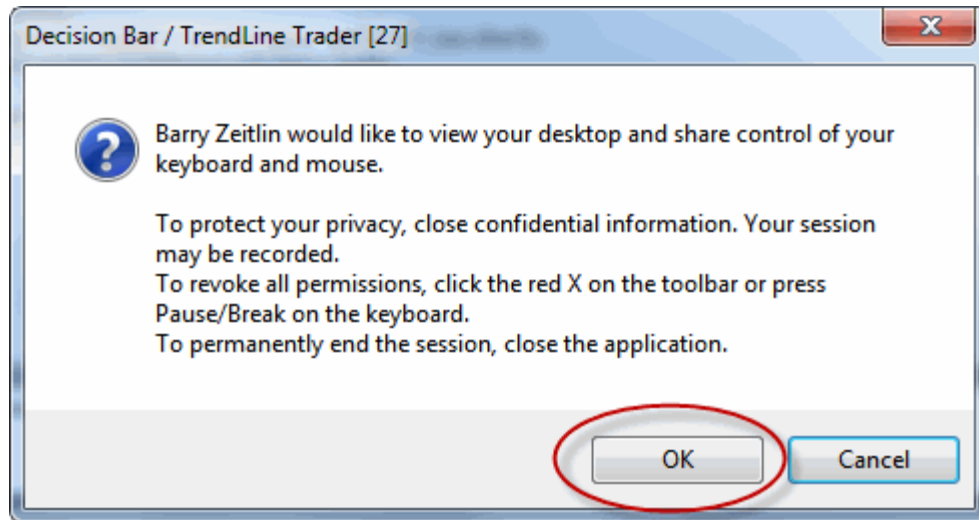 Decision Bar / TrendLine Trader [27]
Barry Zeitlin would like to view your desktop and share control of your
keyboard and mouse.
To protect your privacy, close confidential information. Your session
may be recorded.
To revoke all permissions, click the red X on the toolbar or press
Pause/Break on the keyboard.
To permanently end the session, close the application.
OK Cancel